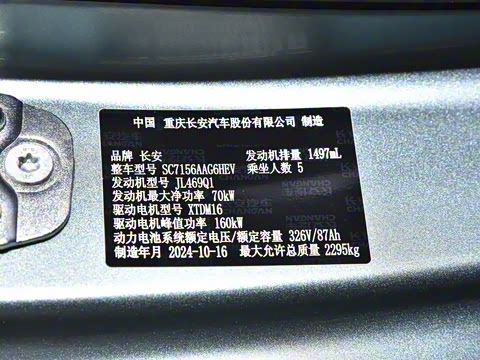 中国 重庆长安汽车股份有限公司 制造
品牌 长安 发动机排量 1497mL
整车型号 SC7156AAG6HEV 乘坐人数 5
发动机型号 JL469Q1
发动机最大净功率 70kW
驱动电机型号 XTDM16
驱动电机峰值功率 160kW
动力电池系统额定电压/额定容量 326V/87Ah
制造年月 2024-10-16 最大允许总质量 2295kg